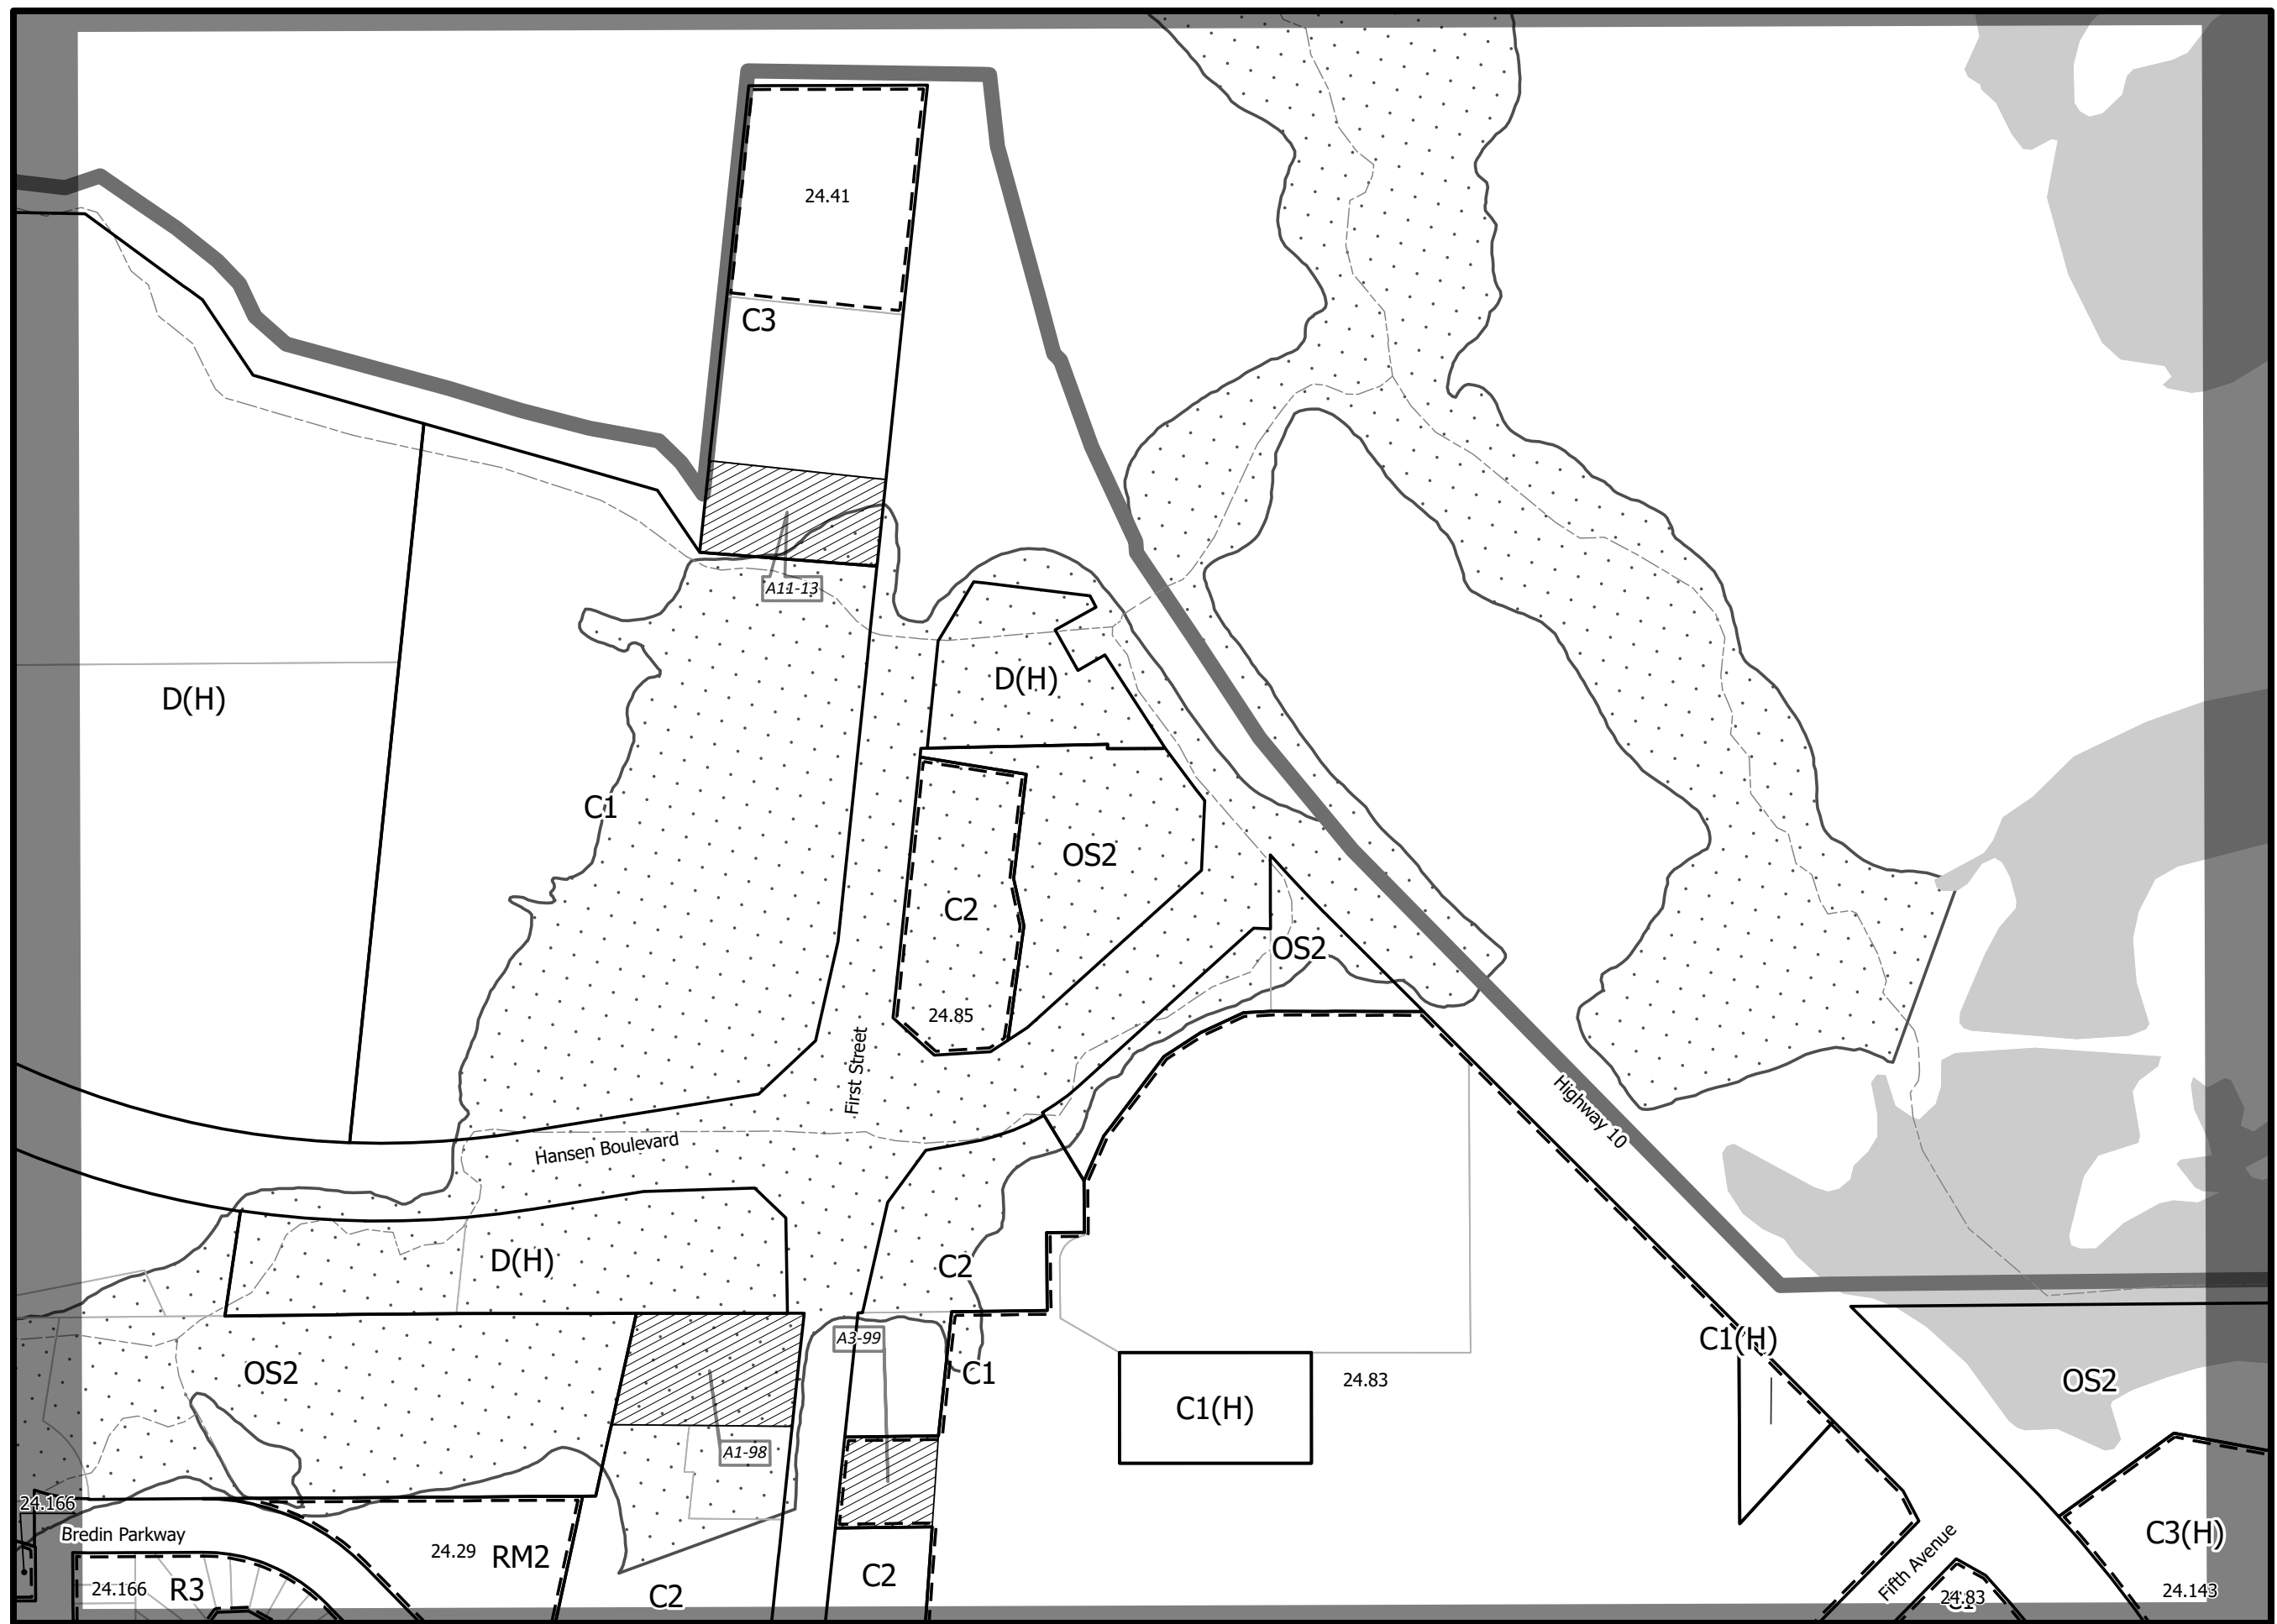 24.41
C3
A11-13
D(H)
D(H)
C1
OS2
C2
OS2
24.85
First Street
Highway 10
Hansen Boulevard
D(H)
C2
C1(H)
A3-99
OS2
C1
24.83
OS2
C1(H)
A1-98
24.166
Bredin Parkway
24.29
RM2
C3(H)
Fifth Avenue
24.166
R3
C2
C2
24.83
C1
24.143